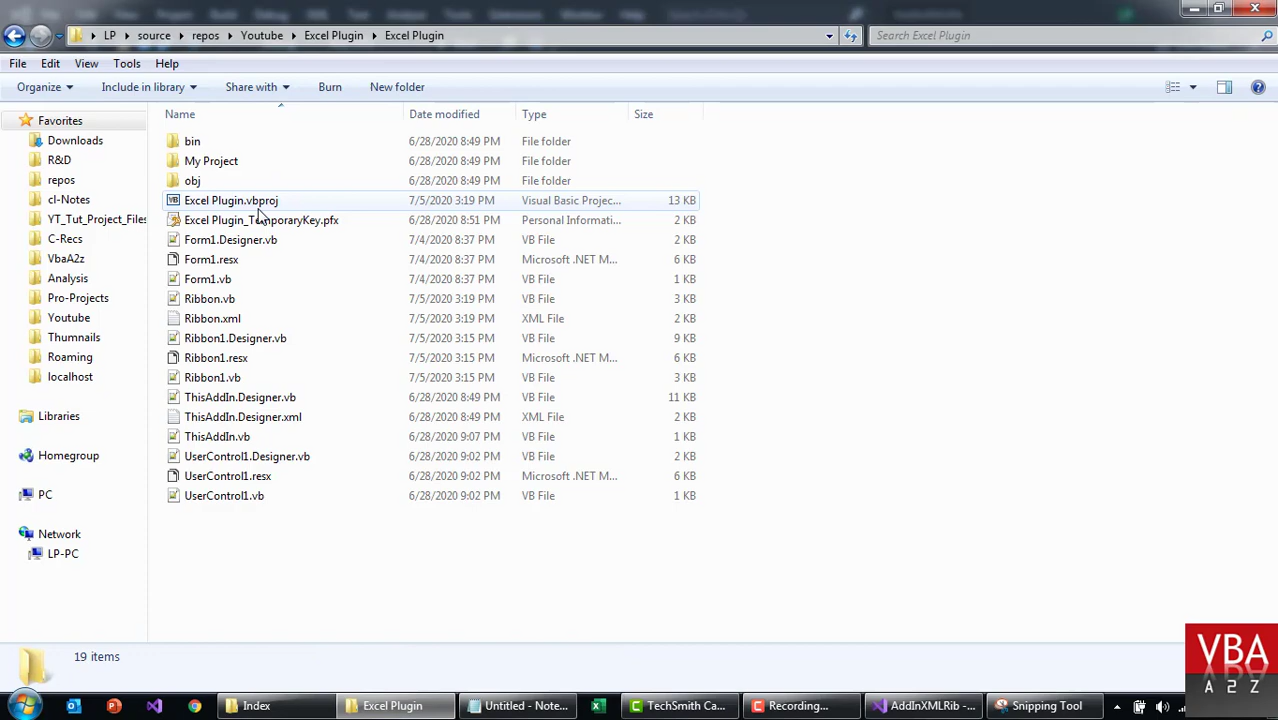 LP source repos Youtube Excel Plugin Excel Plugin Search Excel Plugin
File Edit View Tools Help
Organize Include in library Share with Burn New folder
Name Date modified Type Size
Favorites
Downloads
R&D
repos
cl-Notes
YT_Tut_Project_Files
C-Recs
VbaA2z
Analysis
Pro-Projects
Youtube
Thumnails
Roaming
localhost
Libraries
Homegroup
PC
Network
LP-PC
bin 6/28/2020 8:49 PM File folder
My Project 6/28/2020 8:49 PM File folder
obj 6/28/2020 8:49 PM File folder
Excel Plugin.vbproj 7/5/2020 3:19 PM Visual Basic Projec... 13 KB
Excel Plugin_TemporaryKey.pfx 6/28/2020 8:51 PM Personal Informati... 2 KB
Form1.Designer.vb 7/4/2020 8:37 PM VB File 2 KB
Form1.resx 7/4/2020 8:37 PM Microsoft .NET M... 6 KB
Form1.vb 7/4/2020 8:37 PM VB File 1 KB
Ribbon.vb 7/5/2020 3:19 PM VB File 3 KB
Ribbon.xml 7/5/2020 3:19 PM XML File 2 KB
Ribbon1.Designer.vb 7/5/2020 3:15 PM VB File 9 KB
Ribbon1.resx 7/5/2020 3:15 PM Microsoft .NET M... 6 KB
Ribbon1.vb 7/5/2020 3:15 PM VB File 3 KB
ThisAddIn.Designer.vb 6/28/2020 8:49 PM VB File 11 KB
ThisAddIn.Designer.xml 6/28/2020 8:49 PM XML File 2 KB
ThisAddIn.vb 6/28/2020 9:07 PM VB File 1 KB
UserControl1.Designer.vb 6/28/2020 9:02 PM VB File 2 KB
UserControl1.resx 6/28/2020 9:02 PM Microsoft .NET M... 6 KB
UserControl1.vb 6/28/2020 9:02 PM VB File 1 KB
19 items
VBA
A 2 Z
Index Excel Plugin Untitled - Note... TechSmith Ca... Recording... AddInXMLRib -... Snipping Tool